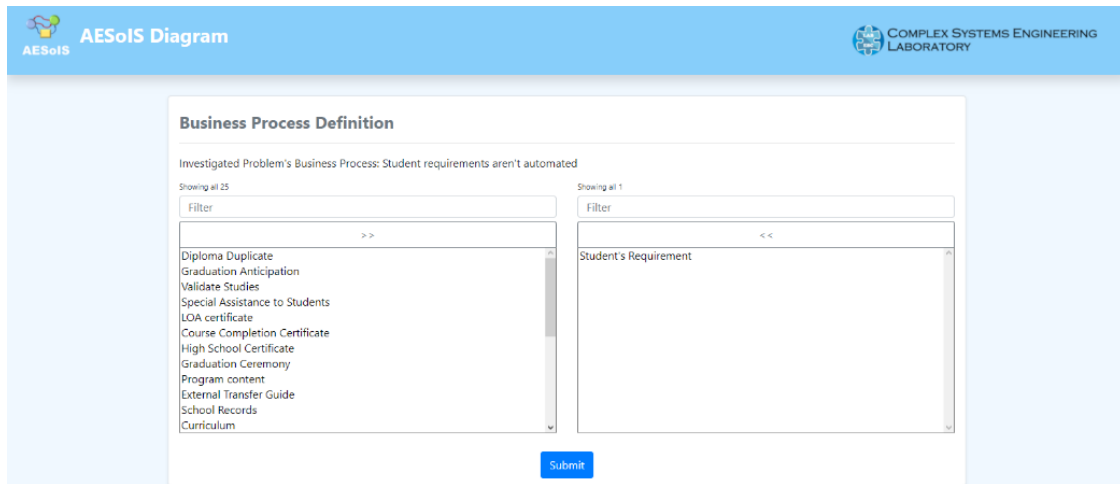 AESoIS
AESoIS Diagram
COMPLEX SYSTEMS ENGINEERING
LABORATORY
Business Process Definition
Investigated Problem's Business Process: Student requirements aren't automated
Showing all 25
Filter
>>
Diploma Duplicate
Graduation Anticipation
Validate Studies
Special Assistance to Students
LOA certificate
Course Completion Certificate
High School Certificate
Graduation Ceremony
Program content
External Transfer Guide
School Records
Curriculum
Showing all 1
Filter
<<
Student's Requirement
Submit